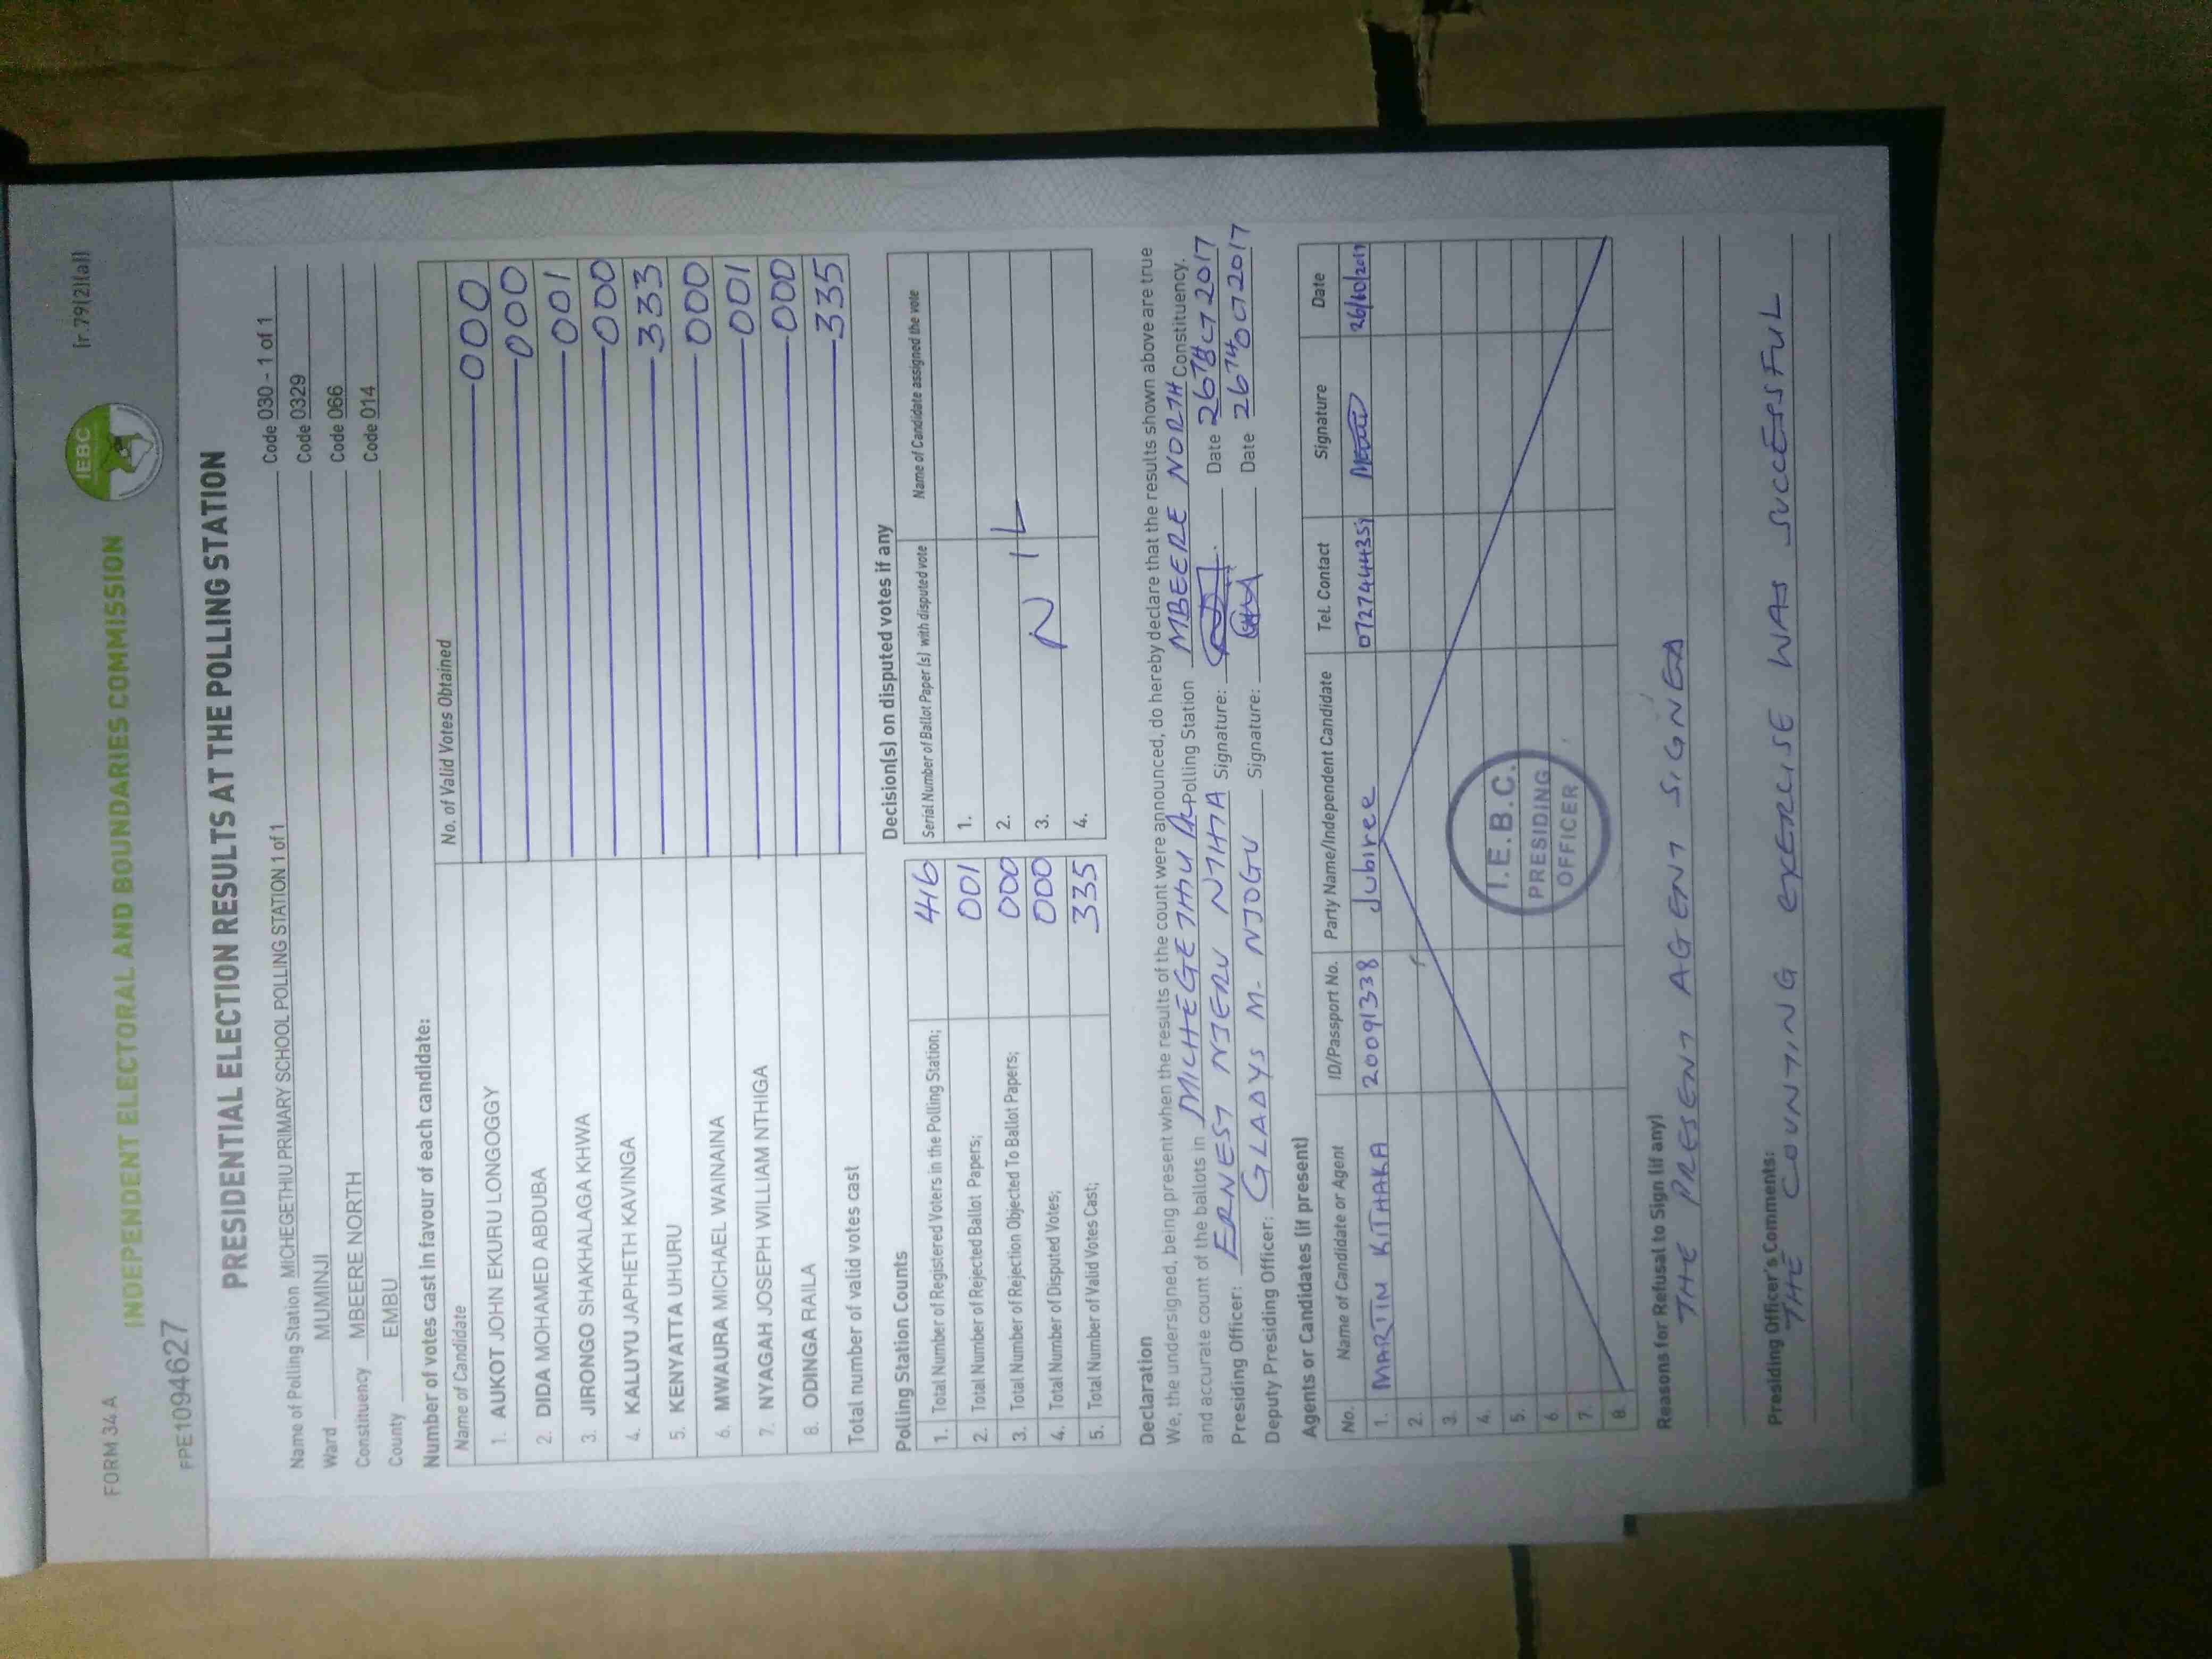 FORM 34 A
INDEPENDENT ELECTORAL AND BOUNDARIES COMMISSION
IEBC
[r.79(2)(a)]
FPE1094627
PRESIDENTIAL ELECTION RESULTS AT THE POLLING STATION
Name of Polling Station MICHEGETHIU PRIMARY SCHOOL POLLING STATION 1 of 1 Code 030 - 1 of 1
Ward MUMINJI Code 0329
Constituency MBEERE NORTH Code 066
County EMBU Code 014
Number of votes cast in favour of each candidate:
Name of Candidate No. of Valid Votes Obtained
1. AUKOT JOHN EKURU LONGOGGY 000
2. DIDA MOHAMED ABDUBA 000
3. JIRONGO SHAKHALAGA KHWA 001
4. KALUYU JAPHETH KAVINGA 000
5. KENYATTA UHURU 333
6. MWAURA MICHAEL WAINAINA 000
7. NYAGAH JOSEPH WILLIAM NTHIGA 001
8. ODINGA RAILA 000
Total number of valid votes cast 335
Polling Station Counts
1. Total Number of Registered Voters in the Polling Station; 416
2. Total Number of Rejected Ballot Papers; 001
3. Total Number of Rejection Objected To Ballot Papers; 000
4. Total Number of Disputed Votes; 000
5. Total Number of Valid Votes Cast; 335
Decision(s) on disputed votes if any
Serial Number of Ballot Paper(s) with disputed vote Name of Candidate assigned the vote
1.
2.
3.
4.
NIL
Declaration
We, the undersigned, being present when the results of the count were announced, do hereby declare that the results shown above are true
and accurate count of the ballots in MICHEGETHIU Polling Station MBEERE NORTH Constituency.
Presiding Officer: ERNEST NJERU NTHIA Signature: Date 26TH OCT 2017
Deputy Presiding Officer: GLADYS M. NJOGU Signature: Date 26TH OCT 2017
Agents or Candidates (if present)
No. Name of Candidate or Agent ID/Passport No. Party Name/Independent Candidate Tel. Contact Signature Date
1. MARTIN KITHAKA 20091338 Jubiree 0727444351 26/10/2017
2.
3.
4.
5.
6.
7.
8.
I.E.B.C.
PRESIDING
OFFICER
Reasons for Refusal to Sign (if any)
THE PRESENT AGENT SIGNED
Presiding Officer's Comments:
THE COUNTING EXERCISE WAS SUCCESSFUL